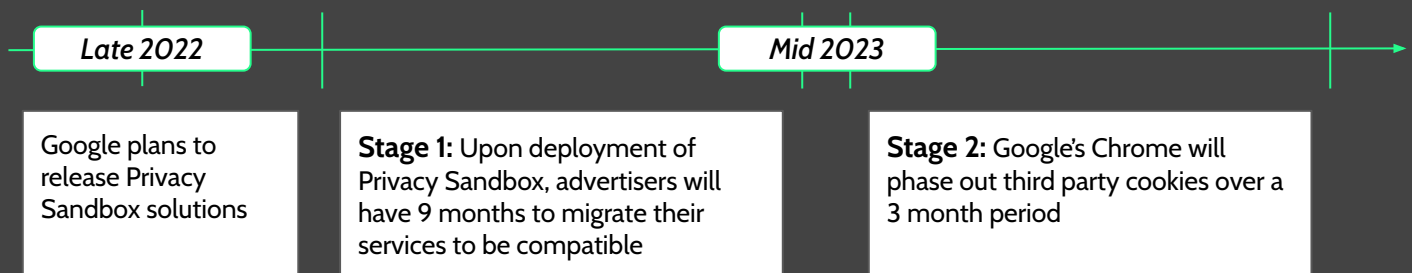 Late 2022
Mid 2023
Google plans to
release Privacy
Sandbox solutions
Stage 1: Upon deployment of
Privacy Sandbox, advertisers will
have 9 months to migrate their
services to be compatible
Stage 2: Google’s Chrome will
phase out third party cookies over a
3 month period